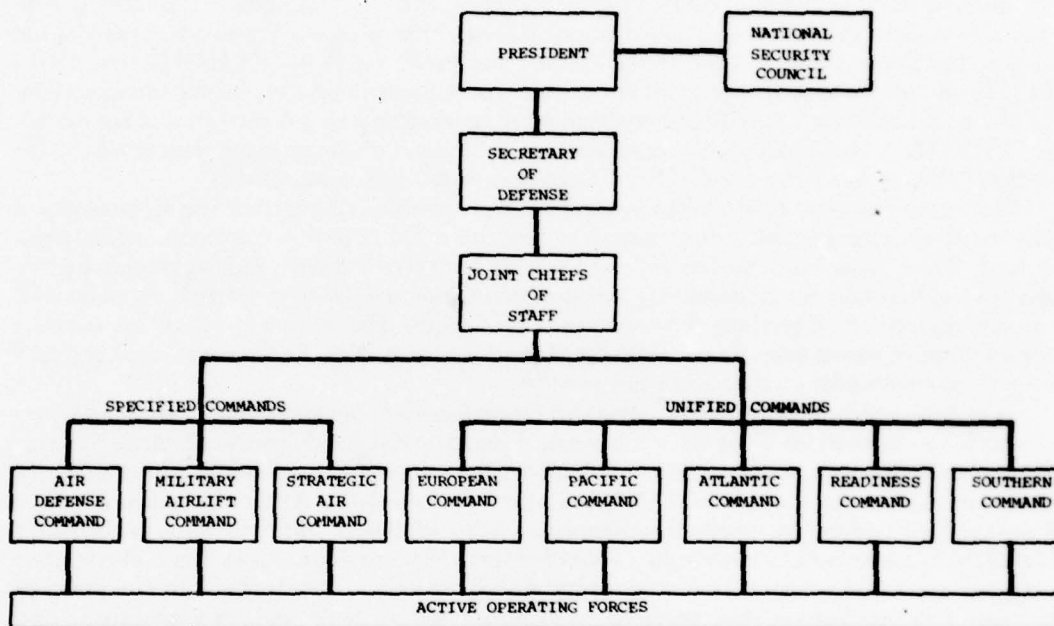 PRESIDENT
NATIONAL
SECURITY
COUNCIL
SECRETARY
OF
DEFENSE
JOINT CHIEFS
OF
STAFF
SPECIFIED COMMANDS
UNIFIED COMMANDS
AIR
DEFENSE
COMMAND
MILITARY
AIRLIFT
COMMAND
STRATEGIC
AIR
COMMAND
EUROPEAN
COMMAND
PACIFIC
COMMAND
ATLANTIC
COMMAND
READINESS
COMMAND
SOUTHERN
COMMAND
ACTIVE OPERATING FORCES